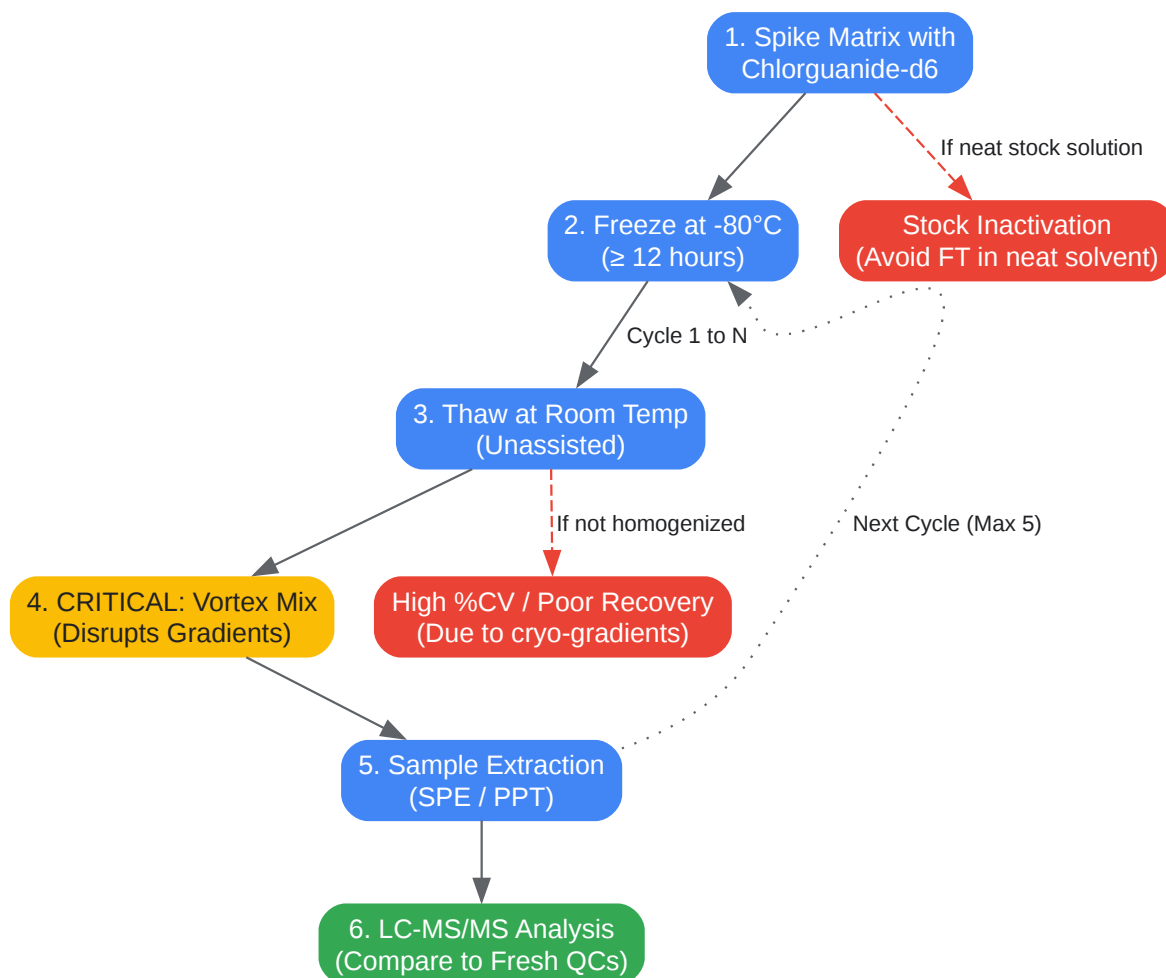 1. Spike Matrix with
Chlorguanide-d6
If neat stock solution
2. Freeze at -80°C
(≥ 12 hours)
Stock Inactivation
(Avoid FT in neat solvent)
Cycle 1 to N
3. Thaw at Room Temp
(Unassisted)
If not homogenized
Next Cycle (Max 5)
4. CRITICAL: Vortex Mix
(Disrupts Gradients)
High %CV / Poor Recovery
(Due to cryo-gradients)
5. Sample Extraction
(SPE / PPT)
6. LC-MS/MS Analysis
(Compare to Fresh QCs)